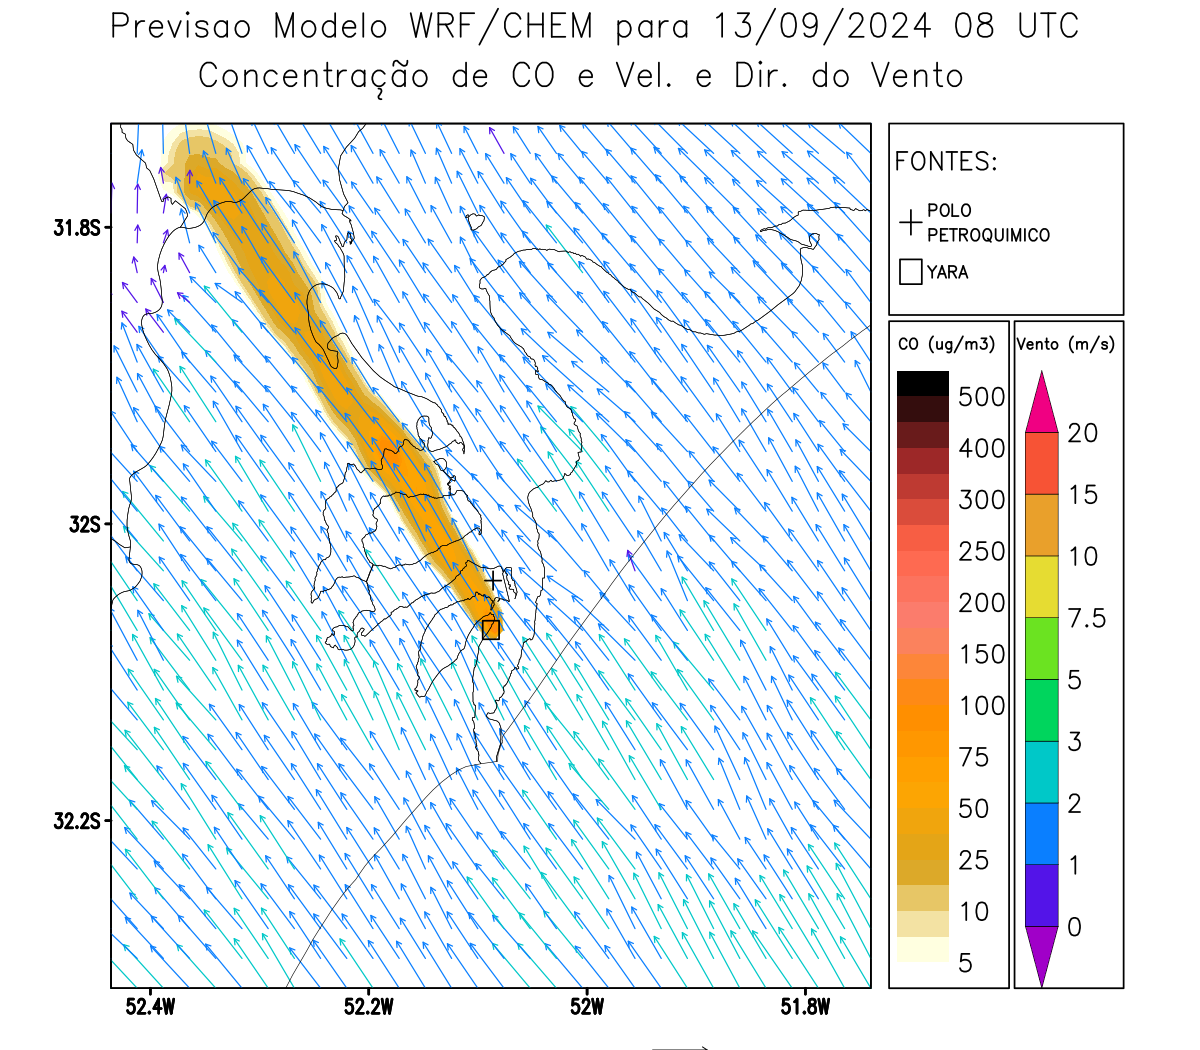 Previsao Modelo WRF/CHEM para 13/09/2024 08 UTC
Concentração de CO e Vel. e Dir. do Vento
31.8S
32S
32.2S
52.4W
52.2W
52W
51.8W
FONTES:
POLO
PETROQUIMICO
YARA
CO (ug/m3)
500
400
300
250
200
150
100
75
50
25
10
5
Vento (m/s)
20
15
10
7.5
5
3
2
1
0